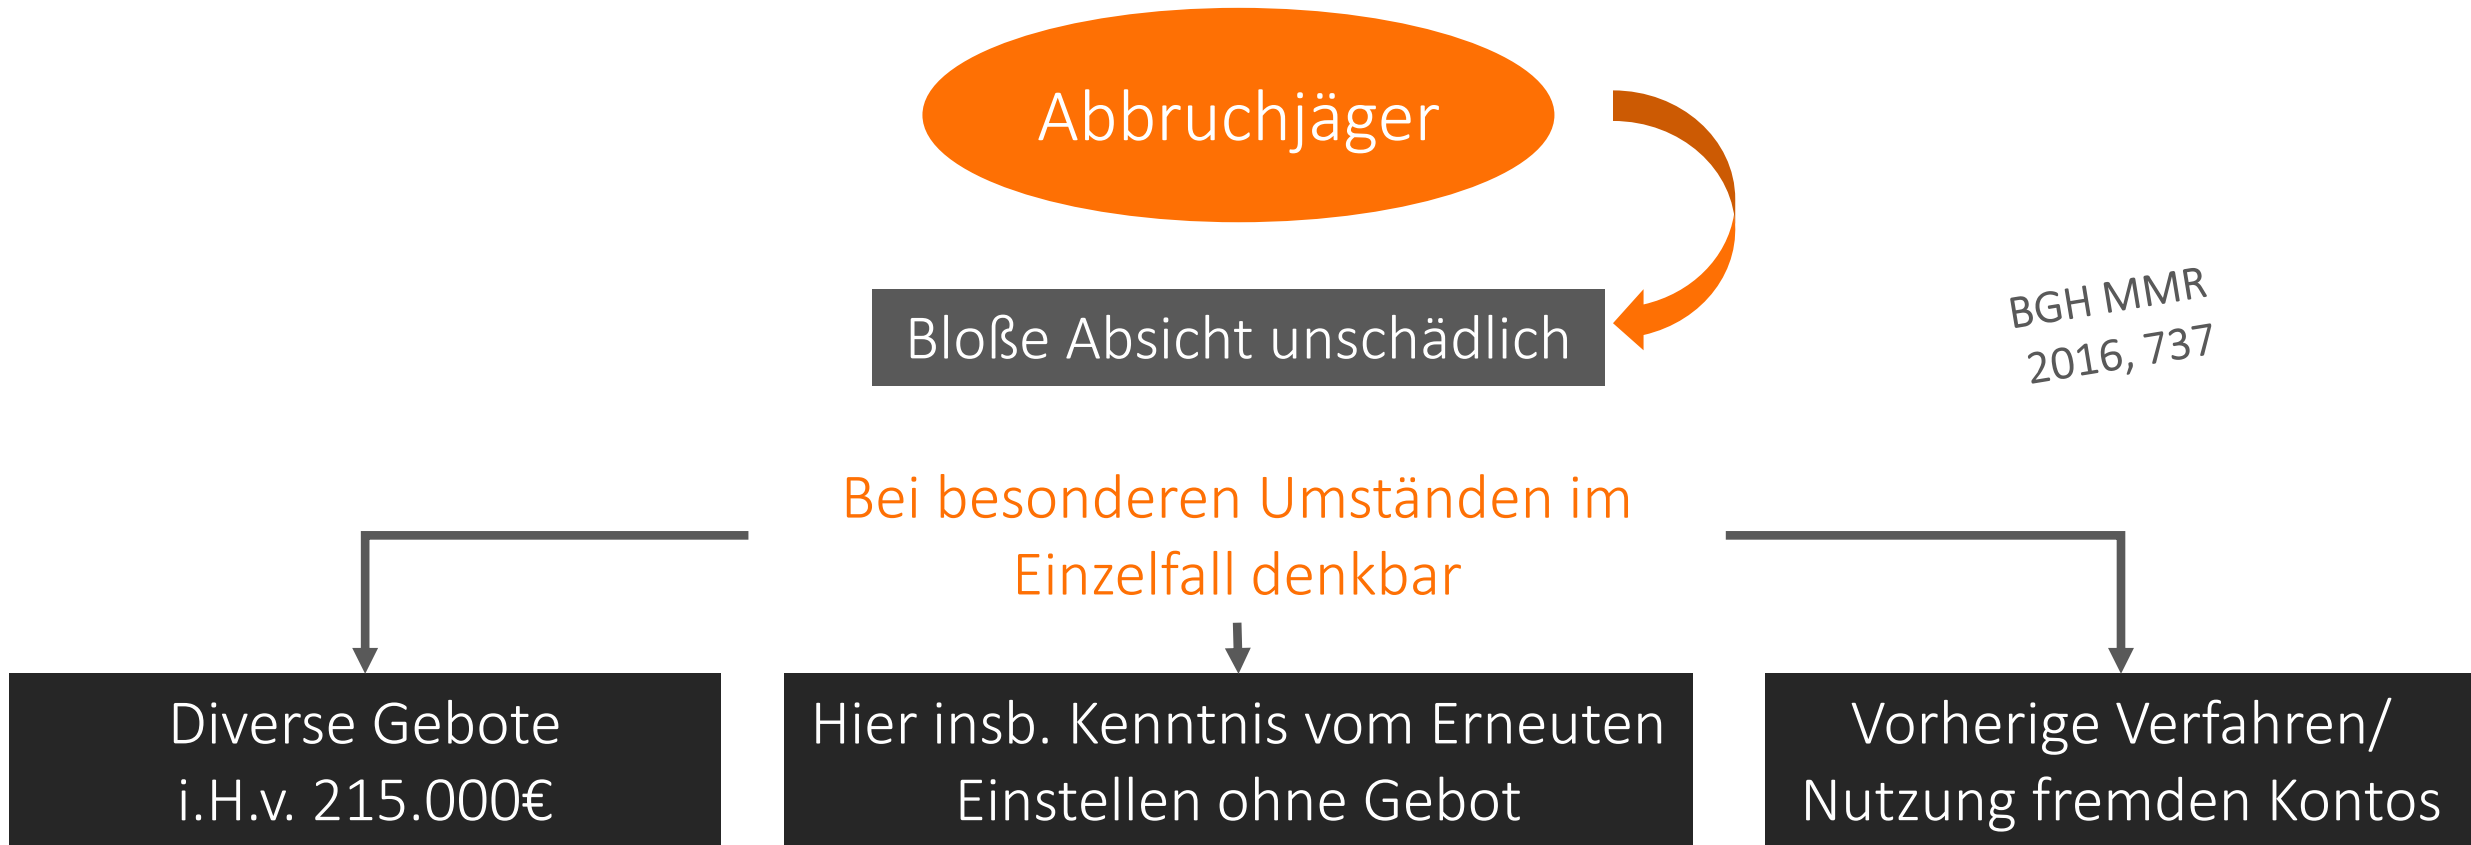 Abbruchjäger
Bloße Absicht unschädlich
BGH MMR
2016, 737
Bei besonderen Umständen im
Einzelfall denkbar
Diverse Gebote
i.H.v. 215.000€
Hier insb. Kenntnis vom Erneuten
Einstellen ohne Gebot
Vorherige Verfahren/
Nutzung fremden Kontos